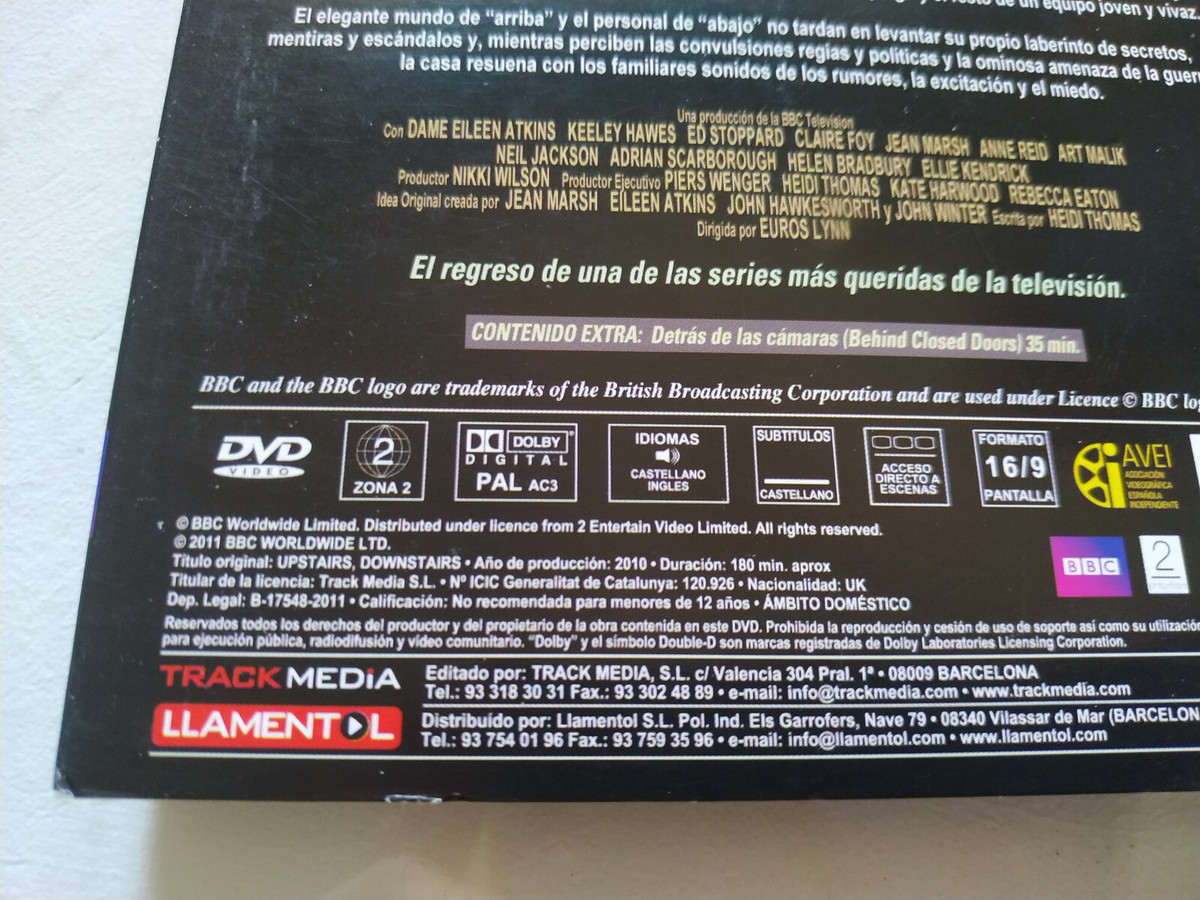 de un equipo joven y vivaz.
El elegante mundo de “arriba” y el personal de “abajo” no tardan en levantar su propio laberinto de secretos,
mentiras y escándalos y, mientras perciben las convulsiones regias y políticas y la ominosa amenaza de la guer
la casa resuena con los familiares sonidos de los rumores, la excitación y el miedo.
Una producción de la BBC Television
Con DAME EILEEN ATKINS KEELEY HAWES ED STOPPARD CLAIRE FOY JEAN MARSH ANNE REID ART MALIK
NEIL JACKSON ADRIAN SCARBOROUGH HELEN BRADBURY ELLIE KENDRICK
Productor NIKKI WILSON Productor Ejecutivo PIERS WENGER HEIDI THOMAS KATE HARWOOD REBECCA EATON
Idea Original creada por JEAN MARSH EILEEN ATKINS JOHN HAWKESWORTH y JOHN WINTER Escrita por HEIDI THOMAS
Dirigida por EUROS LYNN
El regreso de una de las series más queridas de la televisión.
CONTENIDO EXTRA: Detrás de las cámaras (Behind Closed Doors) 35 min.
BBC and the BBC logo are trademarks of the British Broadcasting Corporation and are used under Licence © BBC lo
DVD
VIDEO
2
ZONA 2
DOLBY
DIGITAL
PAL AC3
IDIOMAS
CASTELLANO
INGLES
SUBTITULOS
CASTELLANO
ACCESO
DIRECTO A
ESCENAS
FORMATO
16/9
PANTALLA
AVEI
ASOCIACIÓN
VIDEOGRÁFICA
ESPAÑOLA
INDEPENDIENTE
© BBC Worldwide Limited. Distributed under licence from 2 Entertain Video Limited. All rights reserved.
© 2011 BBC WORLDWIDE LTD.
Titulo original: UPSTAIRS, DOWNSTAIRS • Año de producción: 2010 • Duración: 180 min. aprox
Titular de la licencia: Track Media S.L. • Nº ICIC Generalitat de Catalunya: 120.926 • Nacionalidad: UK
Dep. Legal: B-17548-2011 • Calificación: No recomendada para menores de 12 años • ÁMBITO DOMÉSTICO
BBC
2
Reservados todos los derechos del productor y del propietario de la obra contenida en este DVD. Prohibida la reproducción y cesión de uso de soporte así como su utilización
para ejecución pública, radiodifusión y vídeo comunitario. “Dolby” y el símbolo Double-D son marcas registradas de Dolby Laboratories Licensing Corporation.
TRACK MEDiA
Editado por: TRACK MEDIA, S.L. c/ Valencia 304 Pral. 1ª • 08009 BARCELONA
Tel.: 93 318 30 31 Fax.: 93 302 48 89 • e-mail: info@trackmedia.com • www.trackmedia.com
LLAMENTOL
Distribuído por: Llamentol S.L. Pol. Ind. Els Garrofers, Nave 79 • 08340 Vilassar de Mar (BARCELON
Tel.: 93 754 01 96 Fax.: 93 759 35 96 • e-mail: info@llamentol.com • www.llamentol.com